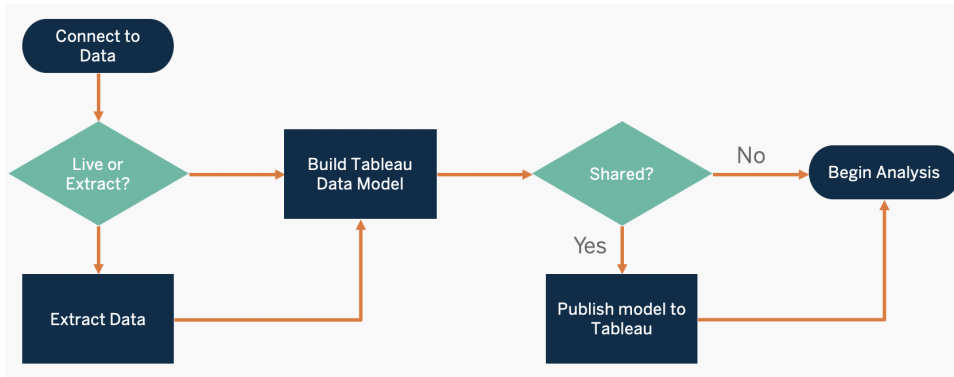 Connect to
Data
Live or
Extract?
Extract Data
Build Tableau
Data Model
Shared?
No
Yes
Publish model to
Tableau
Begin Analysis